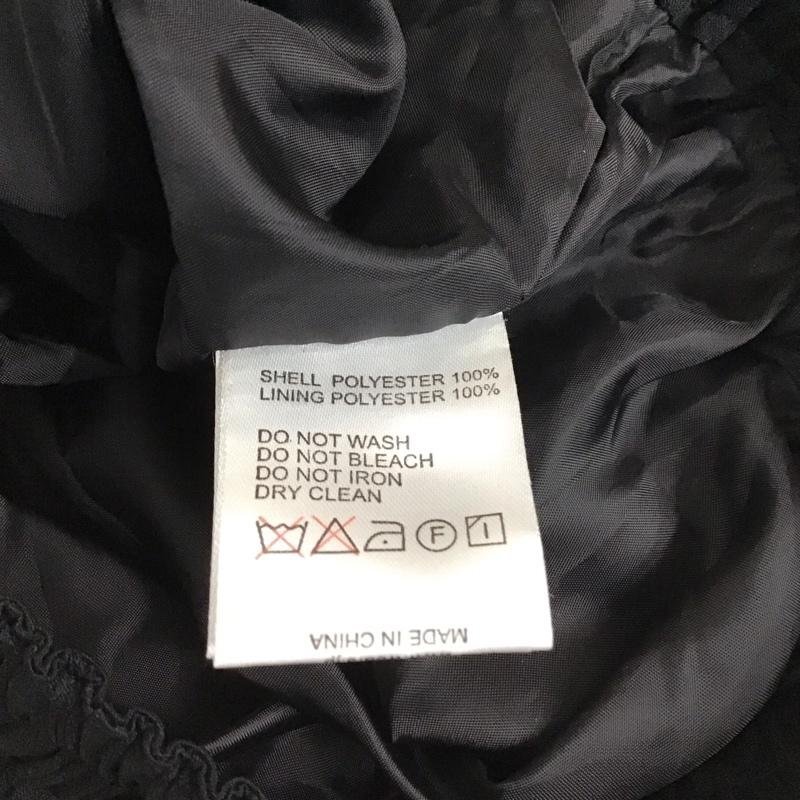 SHELL POLYESTER 100%
LINING POLYESTER 100%
DO NOT WASH
DO NOT BLEACH
DO NOT IRON
DRY CLEAN
F
MADE IN CHINA